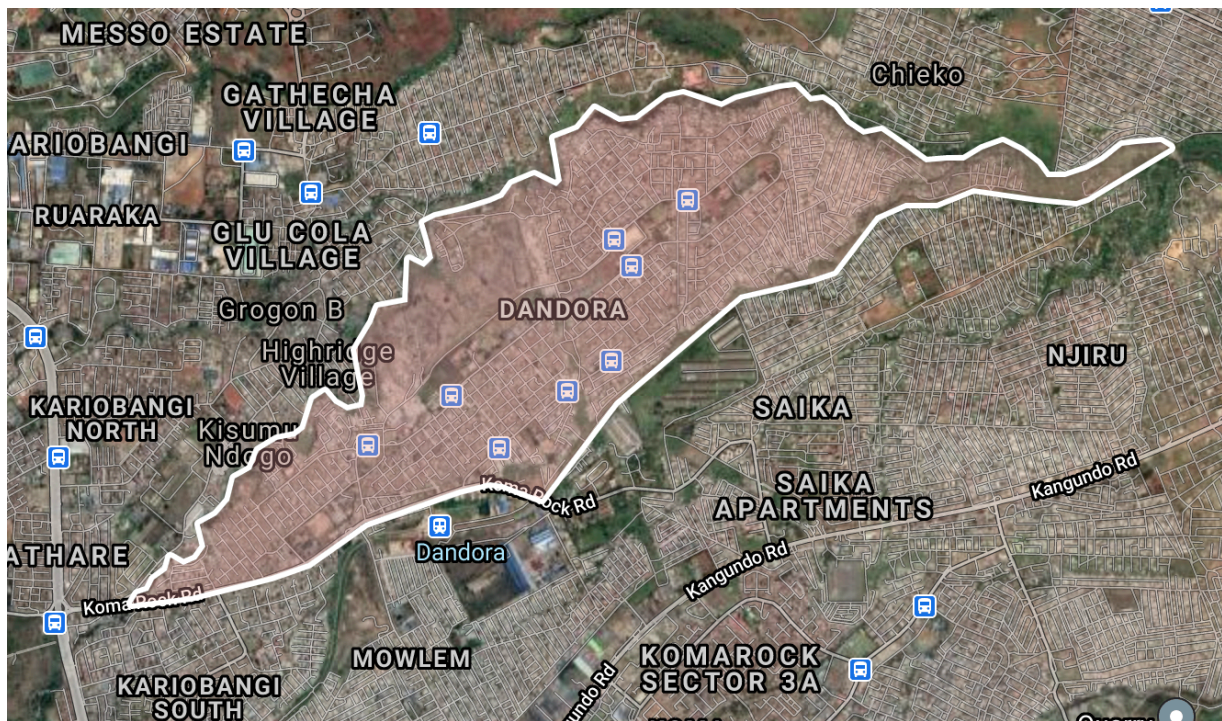 MESSO ESTATE
Chieko
GATHECHA
VILLAGE
ARIOBANGI
RUARAKA
GLU COLA
VILLAGE
Grogon B
DANDORA
Highridge
Village
NJIRU
KARIOBANGI
NORTH
SAIKA
Kisumu
Ndogo
Koma Rock Rd
SAIKA
APARTMENTS
Kangundo Rd
ATHARE
Dandora
Kangundo Rd
Koma Rock Rd
MOWLEM
KOMAROCK
SECTOR 3A
KARIOBANGI
SOUTH
undo Rd